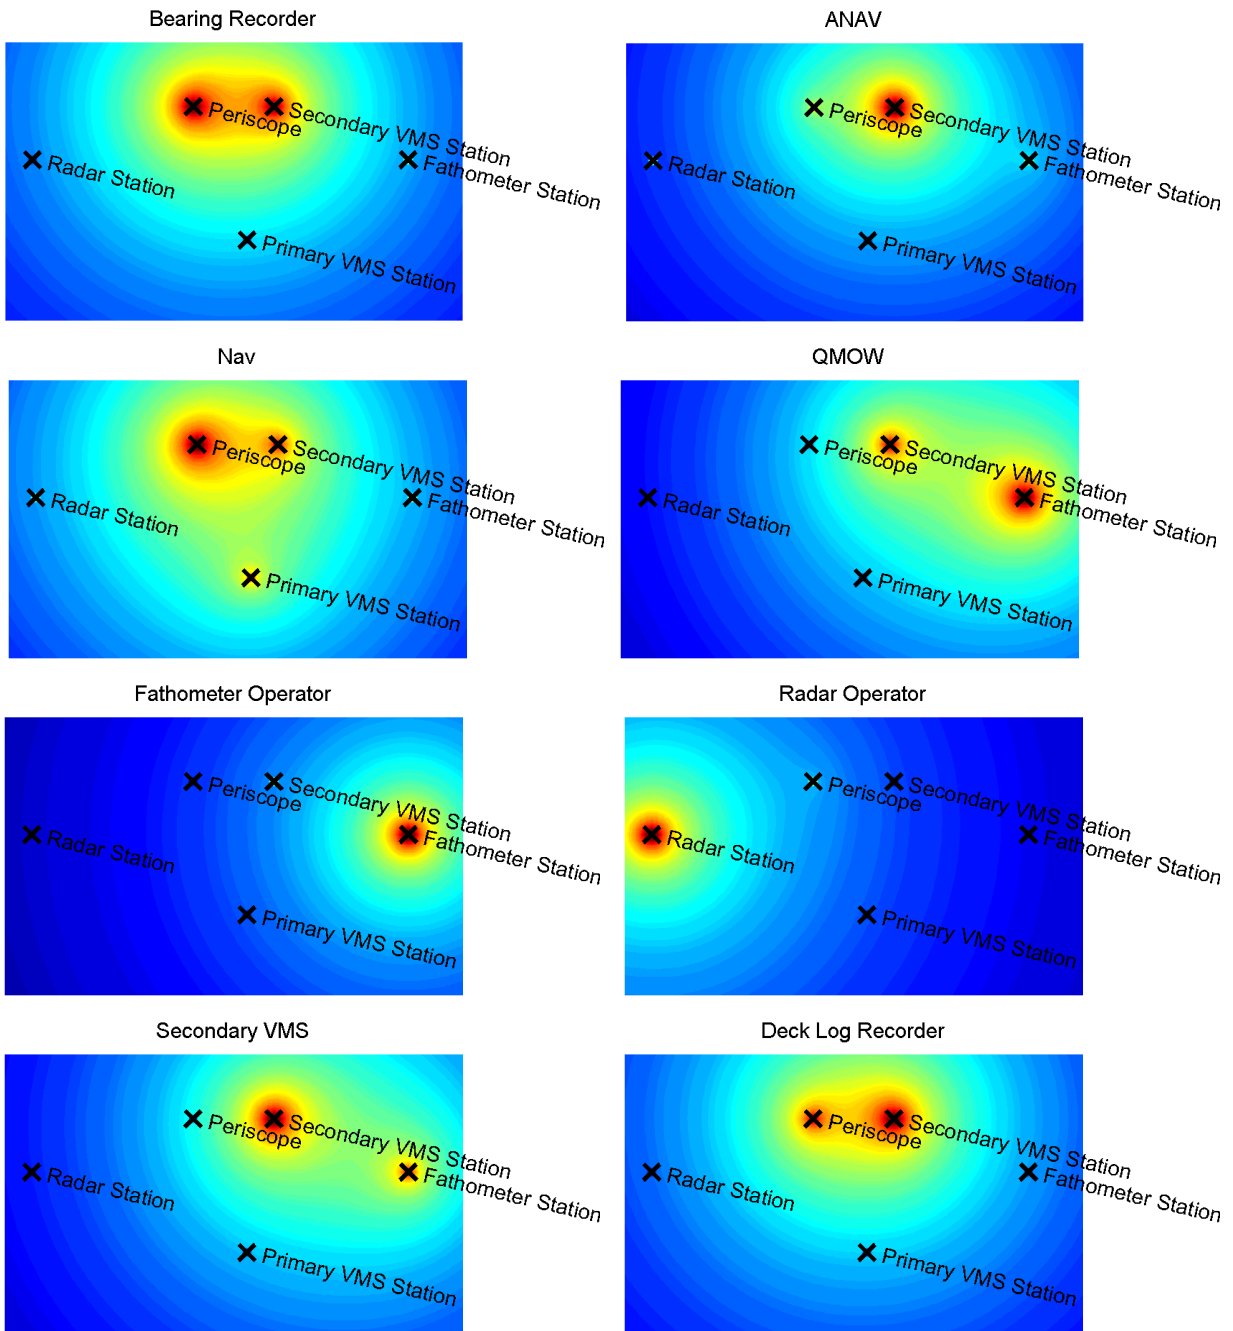 Bearing Recorder
Periscope
Secondary VMS Station
Radar Station
Fathometer Station
Primary VMS Station
ANAV
Periscope
Secondary VMS Station
Radar Station
Fathometer Station
Primary VMS Station
Nav
Periscope
Secondary VMS Station
Radar Station
Fathometer Station
Primary VMS Station
QMOW
Periscope
Secondary VMS Station
Radar Station
Fathometer Station
Primary VMS Station
Fathometer Operator
Periscope
Secondary VMS Station
Radar Station
Fathometer Station
Primary VMS Station
Radar Operator
Periscope
Secondary VMS Station
Radar Station
Fathometer Station
Primary VMS Station
Secondary VMS
Periscope
Secondary VMS Station
Radar Station
Fathometer Station
Primary VMS Station
Deck Log Recorder
Periscope
Secondary VMS Station
Radar Station
Fathometer Station
Primary VMS Station